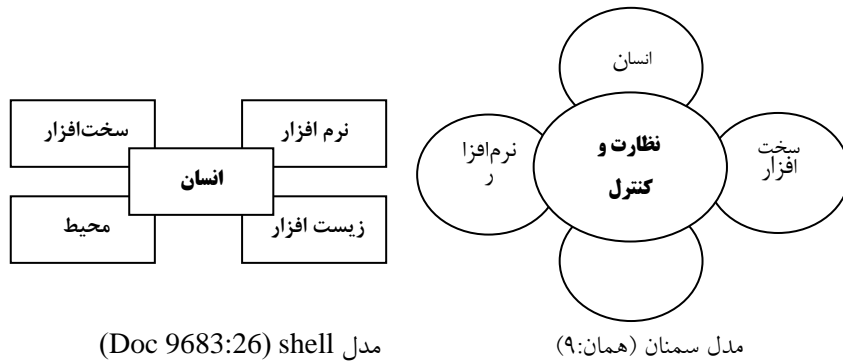 انسان
سخت
افزار
نظارت و
کنترل
نرم‌افزا
ر
نرم افزار
سخت‌افزار
انسان
زیست افزار
محیط
مدل سمنان (همان:۹)
مدل shell (Doc 9683:26)